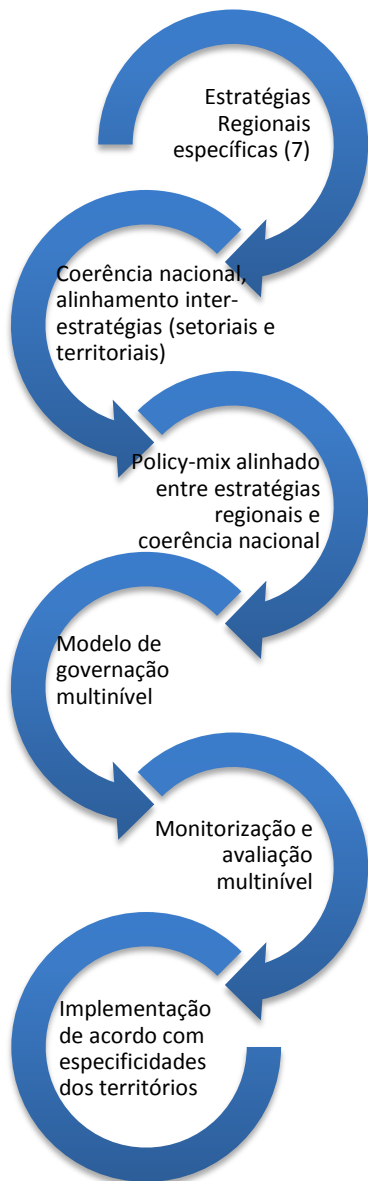 Estratégias
Regionais
específicas (7)
Coerência nacional,
alinhamento inter-
estratégias (setoriais e
territoriais)
Policy-mix alinhado
entre estratégias
regionais e
coerência nacional
Modelo de
governação
multinível
Monitorização e
avaliação
multinível
Implementação
de acordo com
especificidades
dos territórios